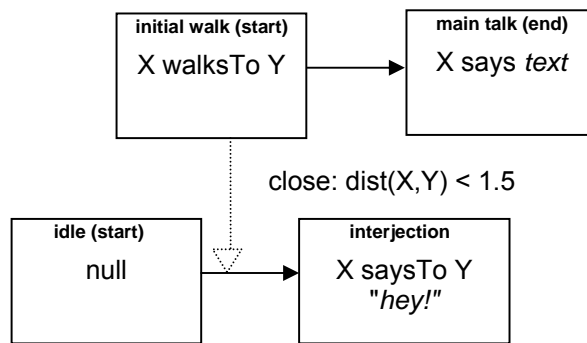 initial walk (start)
X walksTo Y
main talk (end)
X says text
close: dist(X,Y) < 1.5
idle (start)
null
interjection
X saysTo Y
"hey!"